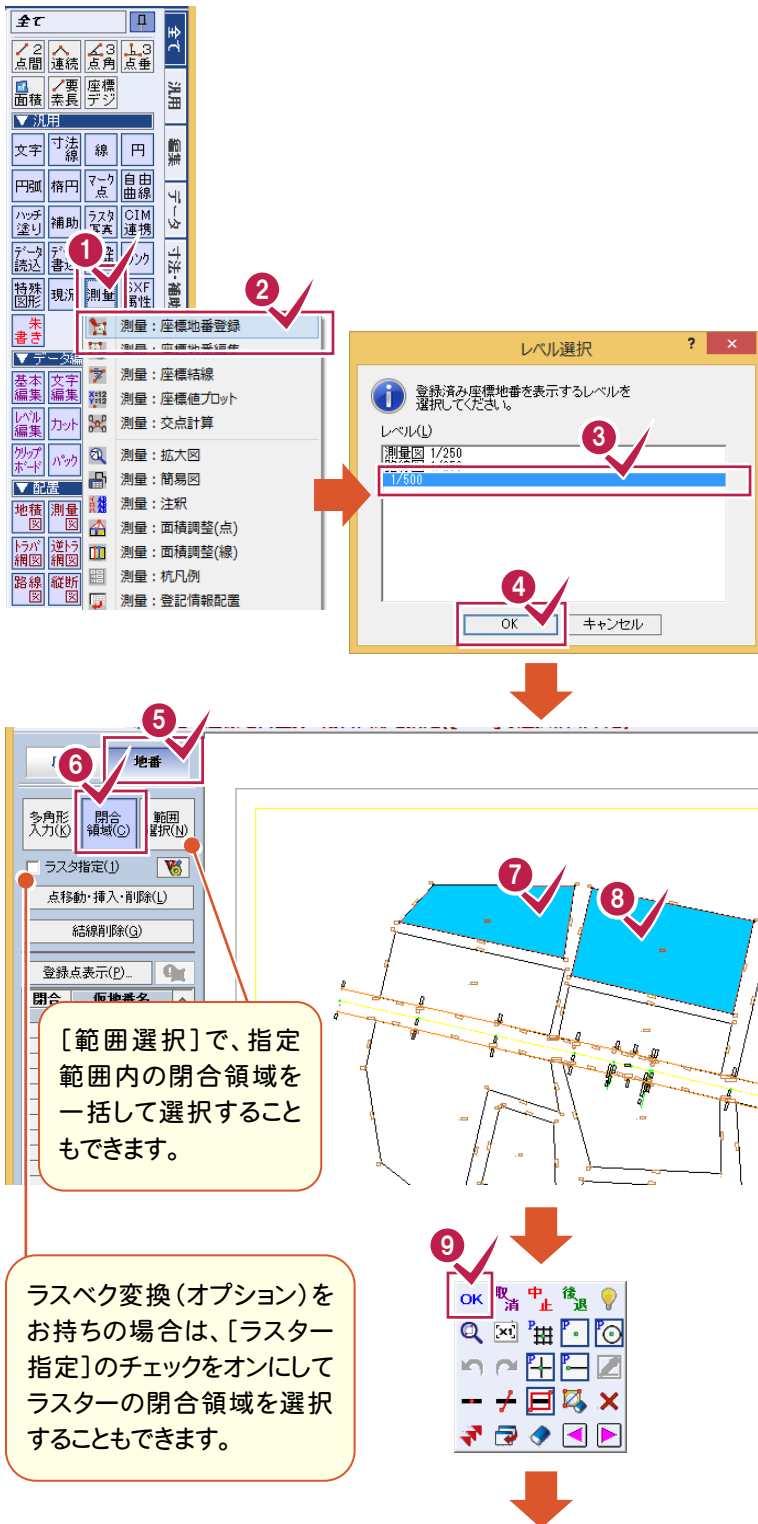 全て
2点間
連続
3点角
3点垂
面積
要素長
座標デジ
▼汎用
文字
寸法線
線
円
円弧
楕円
マーク点
自由曲線
ハッチ塗り
補助
ラスタ写真
CIM連携
データ読込
特殊図形
現況
測量
SXF属性
朱書き
▼データ編
基本編集
文字編集
レベル編集
カット
クリップボード
パック
▼配置
地積図
測量図
トラバ網図
逆トラ網図
路線図
縦断図
全て
汎用
編集
データ
寸法・補助
1
2
測量：座標地番登録
測量：座標地番編集
測量：座標結線
測量：座標値プロット
測量：交点計算
測量：拡大図
測量：簡易図
測量：注釈
測量：面積調整(点)
測量：面積調整(線)
測量：杭凡例
測量：登記情報配置
レベル選択
? ×
登録済み座標地番を表示するレベルを
選択してください。
レベル(L)
測量図 1/250
1/500
3
4
OK
キャンセル
5
6
地番
多角形入力(K)
閉合領域(C)
範囲選択(N)
ラスタ指定(1)
点移動・挿入・削除(L)
結線削除(G)
登録点表示(P)...
閉合 仮地番名
7
8
［範囲選択］で、指定
範囲内の閉合領域を
一括して選択すること
もできます。
9
OK 取消 中止 後退
ラスベク変換（オプション）を
お持ちの場合は、［ラスター
指定］のチェックをオンにして
ラスターの閉合領域を選択
することもできます。